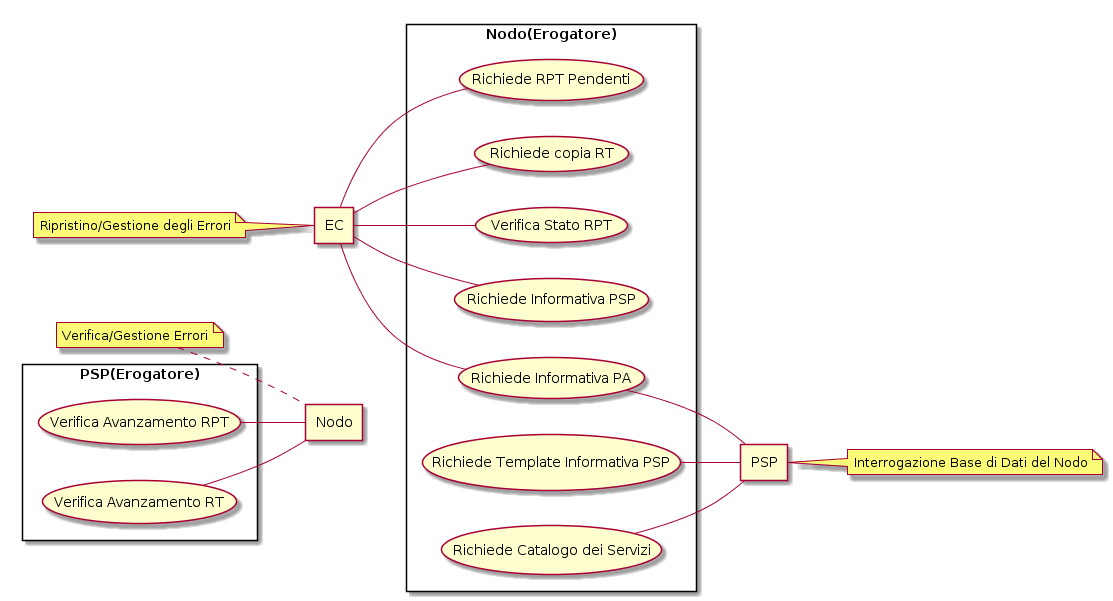 Nodo(Erogatore)
Richiede RPT Pendenti
Richiede copia RT
Ripristino/Gestione degli Errori
EC
Verifica Stato RPT
Richiede Informativa PSP
Verifica/Gestione Errori
PSP(Erogatore)
Richiede Informativa PA
Verifica Avanzamento RPT
Nodo
Richiede Template Informativa PSP
PSP
Interrogazione Base di Dati del Nodo
Verifica Avanzamento RT
Richiede Catalogo dei Servizi